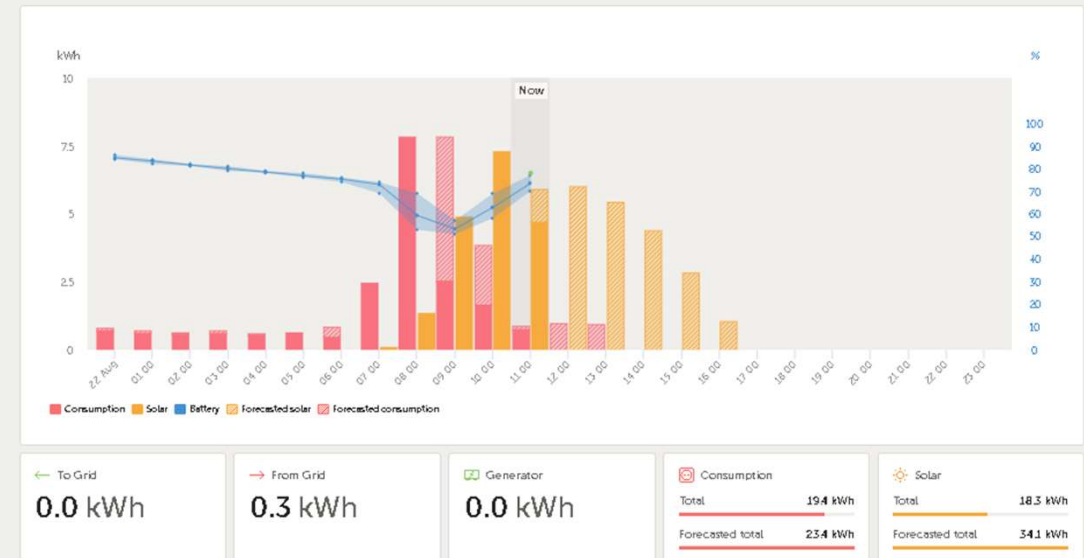 kWh
%
10
Now
100
7.5
90
80
70
5
60
50
40
2.5
30
20
10
0
0
22 Aug
01:00
02:00
03:00
04:00
05:00
06:00
07:00
08:00
09:00
10:00
11:00
12:00
13:00
14:00
15:00
16:00
17:00
18:00
19:00
20:00
21:00
22:00
23:00
Consumption Solar Battery Forecasted solar Forecasted consumption
To Grid
0.0 kWh
From Grid
0.3 kWh
Generator
0.0 kWh
Consumption
Total 19.4 kWh
Forecasted total 23.4 kWh
Solar
Total 18.3 kWh
Forecasted total 34.1 kWh